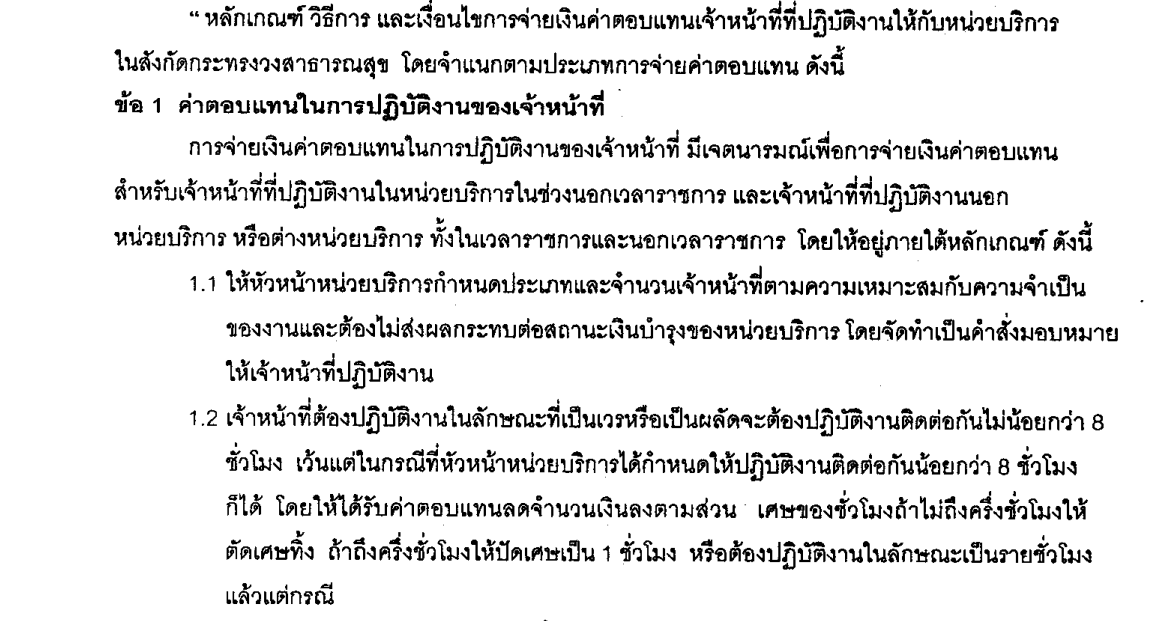 “ หลักเกณฑ์ วิธีการ และเงื่อนไขการจ่ายเงินค่าตอบแทนเจ้าหน้าที่ที่ปฏิบัติงานให้กับหน่วยบริการ
ในสังกัดกระทรวงสาธารณสุข โดยจำแนกตามประเภทการจ่ายค่าตอบแทน ดังนี้
ข้อ 1 ค่าตอบแทนในการปฏิบัติงานของเจ้าหน้าที่
การจ่ายเงินค่าตอบแทนในการปฏิบัติงานของเจ้าหน้าที่ มีเจตนารมณ์เพื่อการจ่ายเงินค่าตอบแทน
สำหรับเจ้าหน้าที่ที่ปฏิบัติงานในหน่วยบริการในช่วงนอกเวลาราชการ และเจ้าหน้าที่ที่ปฏิบัติงานนอก
หน่วยบริการ หรือต่างหน่วยบริการ ทั้งในเวลาราชการและนอกเวลาราชการ โดยให้อยู่ภายใต้หลักเกณฑ์ ดังนี้
1.1 ให้หัวหน้าหน่วยบริการกำหนดประเภทและจำนวนเจ้าหน้าที่ตามความเหมาะสมกับความจำเป็น
ของงานและต้องไม่ส่งผลกระทบต่อสถานะเงินบำรุงของหน่วยบริการ โดยจัดทำเป็นคำสั่งมอบหมาย
ให้เจ้าหน้าที่ปฏิบัติงาน
1.2 เจ้าหน้าที่ต้องปฏิบัติงานในลักษณะที่เป็นเวรหรือเป็นผลัดจะต้องปฏิบัติงานติดต่อกันไม่น้อยกว่า 8
ชั่วโมง เว้นแต่ในกรณีที่หัวหน้าหน่วยบริการได้กำหนดให้ปฏิบัติงานติดต่อกันน้อยกว่า 8 ชั่วโมง
ก็ได้ โดยให้ได้รับค่าตอบแทนลดจำนวนเงินลงตามส่วน เศษของชั่วโมงถ้าไม่ถึงครึ่งชั่วโมงให้
ตัดเศษทิ้ง ถ้าถึงครึ่งชั่วโมงให้ปัดเศษเป็น 1 ชั่วโมง หรือต้องปฏิบัติงานในลักษณะเป็นรายชั่วโมง
แล้วแต่กรณี